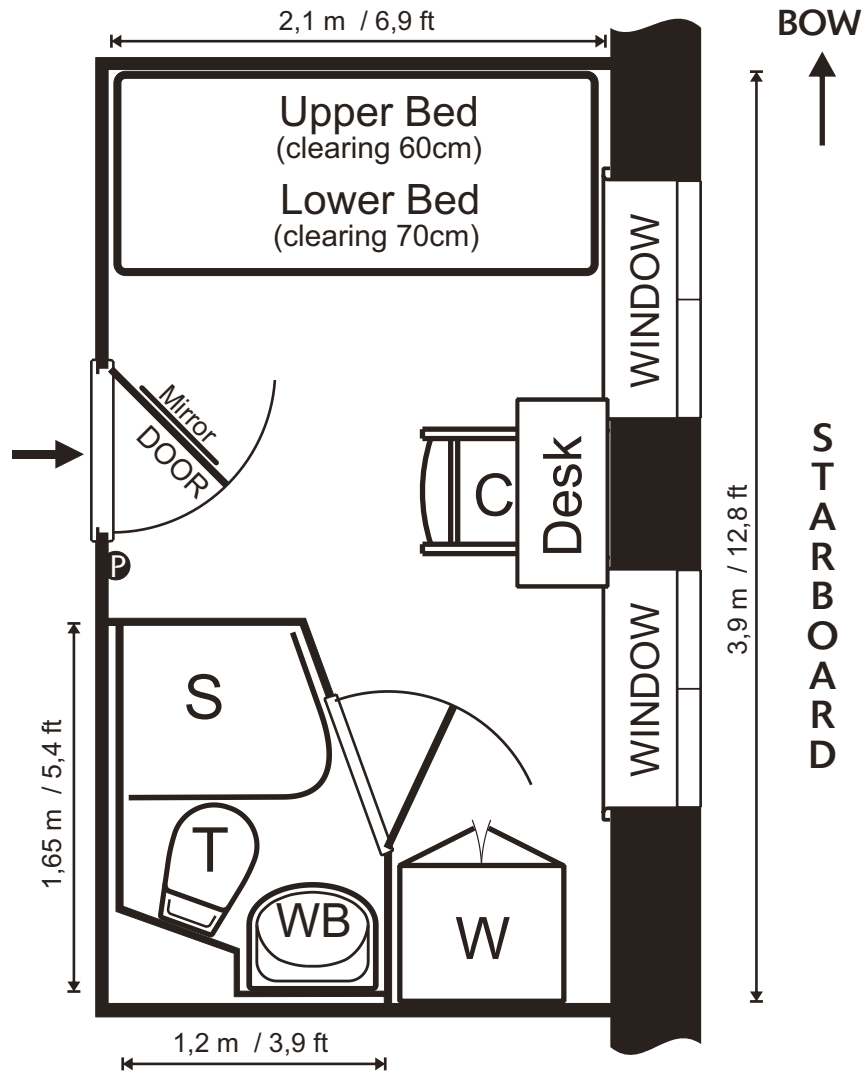 2,1 m / 6,9 ft
BOW
Upper Bed
(clearing 60cm)
Lower Bed
(clearing 70cm)
WINDOW
Mirror
DOOR
C
Desk
STARBOARD
3,9 m / 12,8 ft
P
S
WINDOW
1,65 m / 5,4 ft
T
WB
W
1,2 m / 3,9 ft